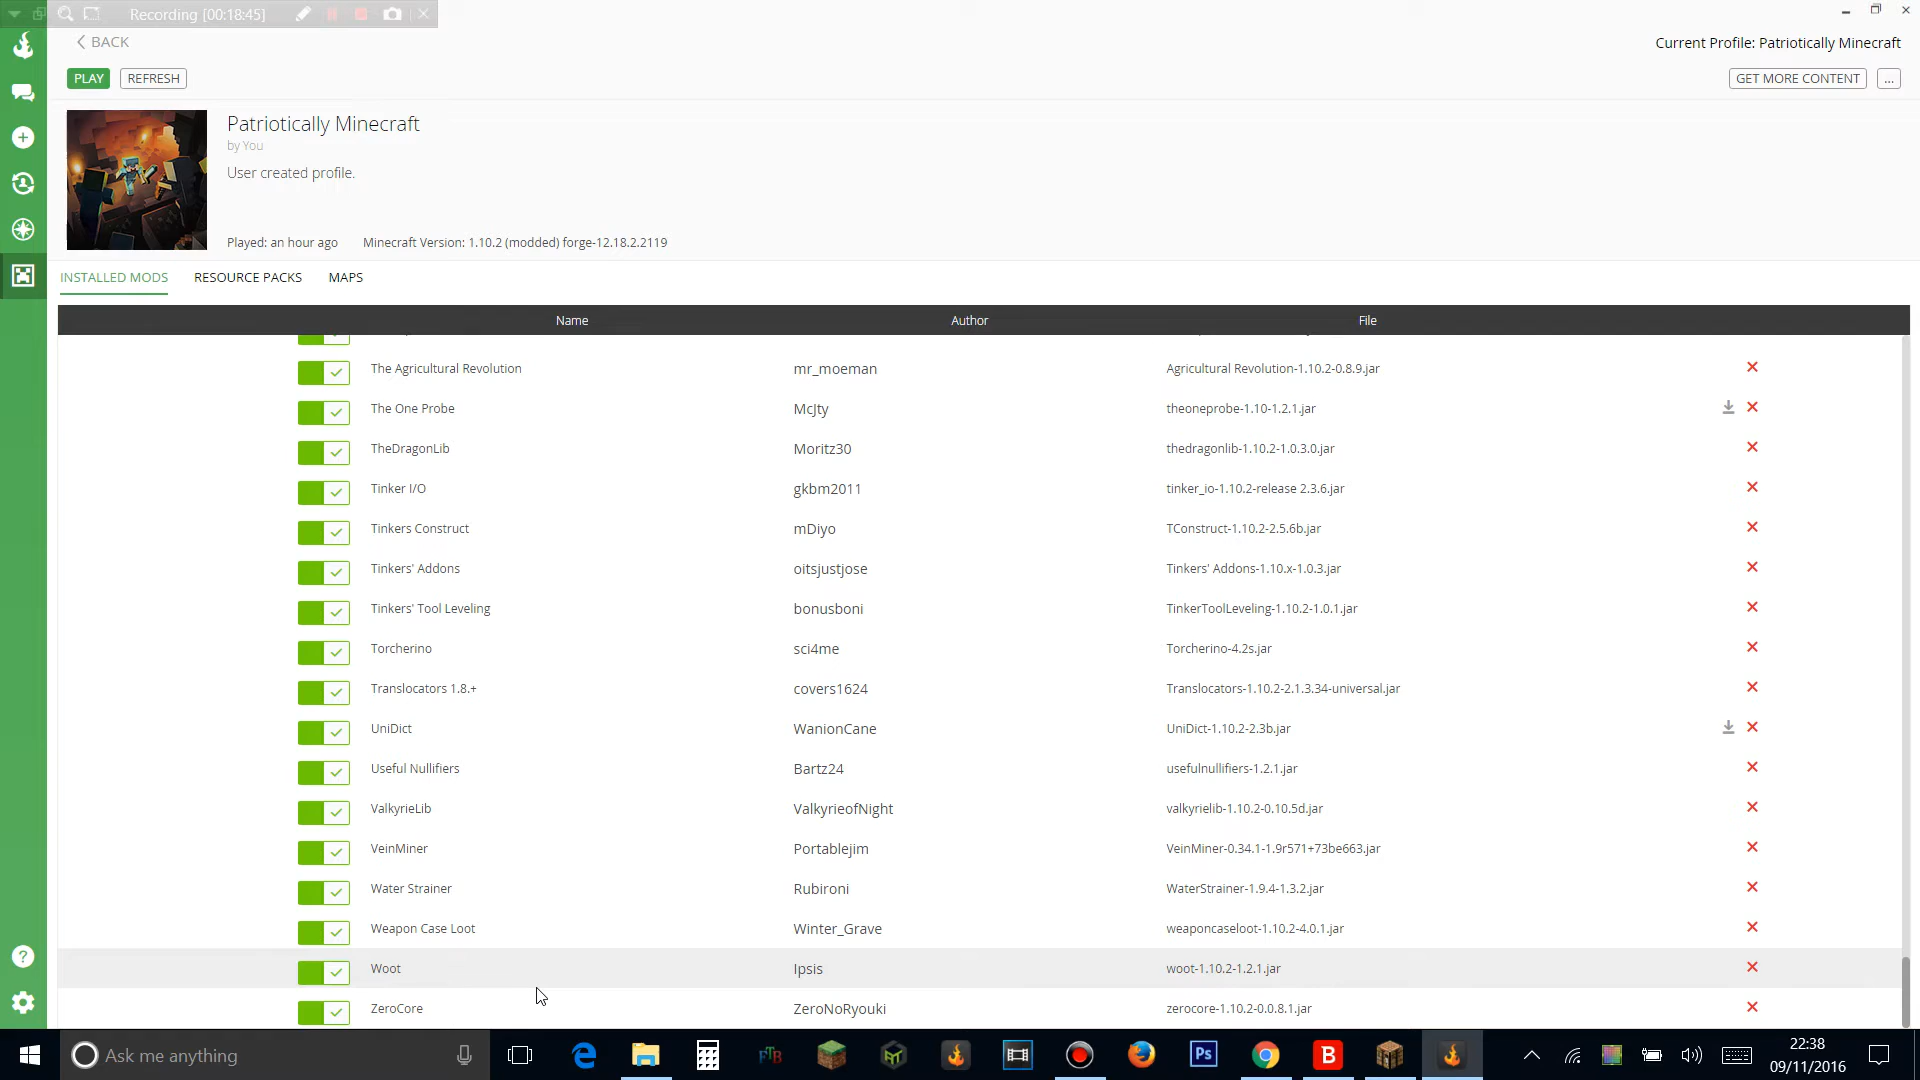 Recording [00:18:45]
BACK
Current Profile: Patriotically Minecraft
PLAY
REFRESH
GET MORE CONTENT
...
Patriotically Minecraft
by You
User created profile.
Played: an hour ago
Minecraft Version: 1.10.2 (modded) forge-12.18.2.2119
INSTALLED MODS
RESOURCE PACKS
MAPS
Name Author File
The Agricultural Revolution mr_moeman Agricultural Revolution-1.10.2-0.8.9.jar
The One Probe McJty theoneprobe-1.10-1.2.1.jar
TheDragonLib Moritz30 thedragonlib-1.10.2-1.0.3.0.jar
Tinker I/O gkbm2011 tinker_io-1.10.2-release 2.3.6.jar
Tinkers Construct mDiyo TConstruct-1.10.2-2.5.6b.jar
Tinkers' Addons oitsjustjose Tinkers' Addons-1.10.x-1.0.3.jar
Tinkers' Tool Leveling bonusboni TinkerToolLeveling-1.10.2-1.0.1.jar
Torcherino sci4me Torcherino-4.2s.jar
Translocators 1.8.+ covers1624 Translocators-1.10.2-2.1.3.34-universal.jar
UniDict WanionCane UniDict-1.10.2-2.3b.jar
Useful Nullifiers Bartz24 usefulnullifiers-1.2.1.jar
ValkyrieLib ValkyrieofNight valkyrielib-1.10.2-0.10.5d.jar
VeinMiner Portablejim VeinMiner-0.34.1-1.9r571+73be663.jar
Water Strainer Rubironi WaterStrainer-1.9.4-1.3.2.jar
Weapon Case Loot Winter_Grave weaponcaseloot-1.10.2-4.0.1.jar
Woot Ipsis woot-1.10.2-1.2.1.jar
ZeroCore ZeroNoRyouki zerocore-1.10.2-0.0.8.1.jar
Ask me anything
FTB
Ps
B
22:38
09/11/2016